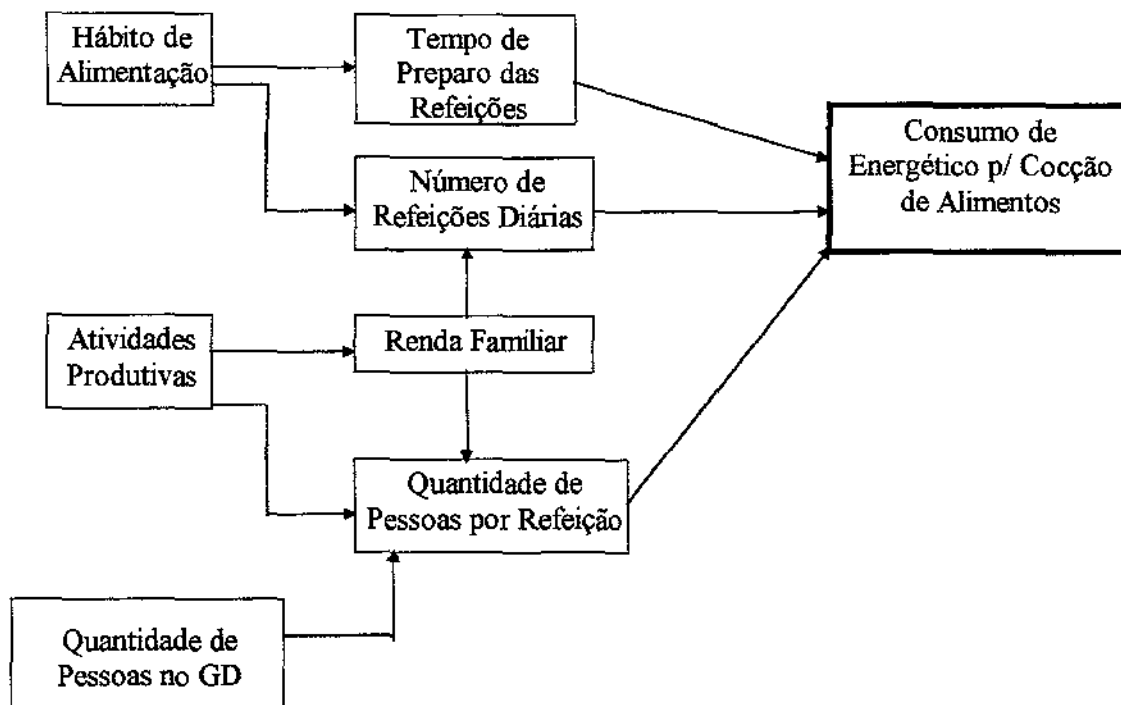 Hábito de
Alimentação
Tempo de
Preparo das
Refeições
Consumo de
Energético p/ Cocção
de Alimentos
Número de
Refeições Diárias
Atividades
Produtivas
Renda Familiar
Quantidade de
Pessoas por Refeição
Quantidade de
Pessoas no GD